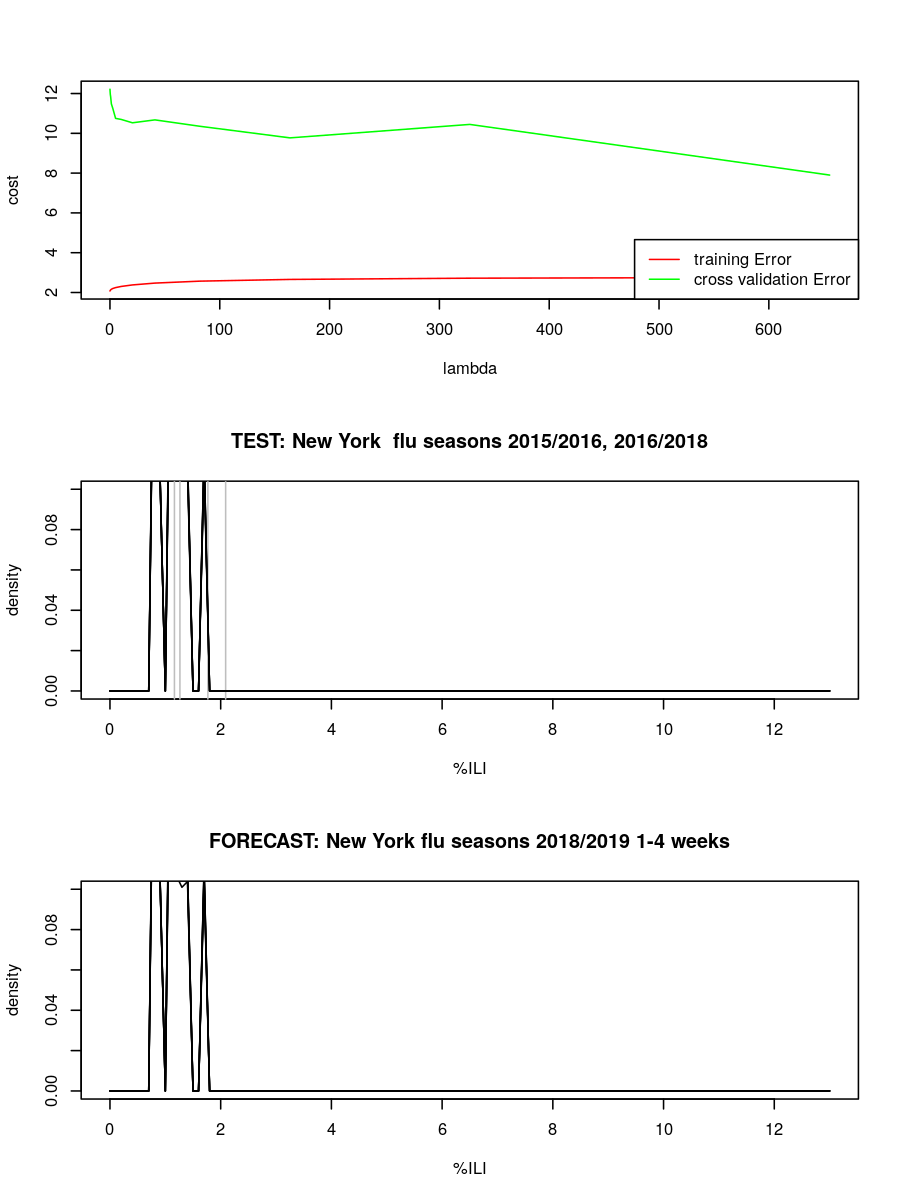 12
10
8
6
4
2
cost
training Error
cross validation Error
0 100 200 300 400 500 600
lambda
TEST: New York  flu seasons 2015/2016, 2016/2018
0.08
0.04
0.00
density
0 2 4 6 8 10 12
%ILI
FORECAST: New York flu seasons 2018/2019 1-4 weeks
0.08
0.04
0.00
density
0 2 4 6 8 10 12
%ILI